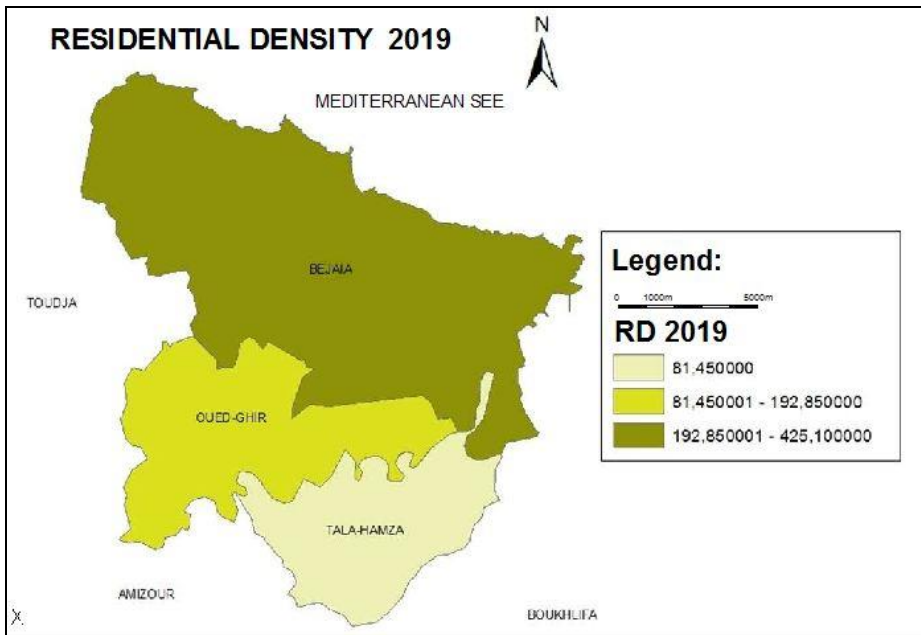 RESIDENTIAL DENSITY 2019
N
MEDITERRANEAN SEE
BEJAIA
TOUDJA
OUED-GHIR
TALA-HAMZA
AMIZOUR
BOUKHLIFA
X.
Legend:
0 1000m 5000m
RD 2019
81,450000
81,450001 - 192,850000
192,850001 - 425,100000